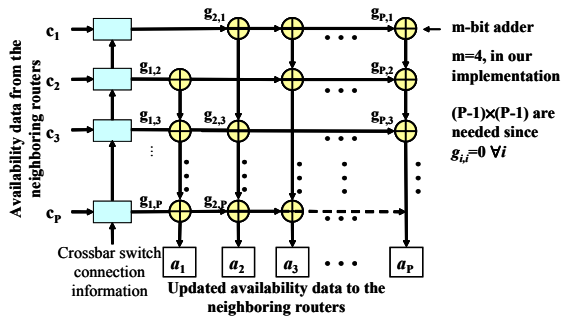 Availability data from the
neighboring routers
c1
c2
c3
cP
g2,1
gP,1
g1,2
gP,2
g1,3
g2,3
gP,3
g1,P
g2,P
m-bit adder
m=4, in our
implementation
(P-1)×(P-1) are
needed since
gi,i=0 ∀i
Crossbar switch
connection
information
a1
a2
a3
aP
Updated availability data to the
neighboring routers